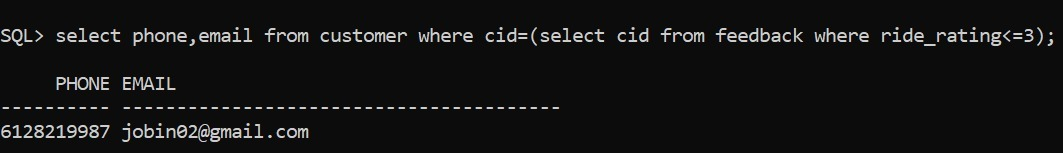 SQL> select phone,email from customer where cid=(select cid from feedback where ride_rating<=3);
PHONE EMAIL
---------- ----------------------------------------
6128219987 jobin02@gmail.com